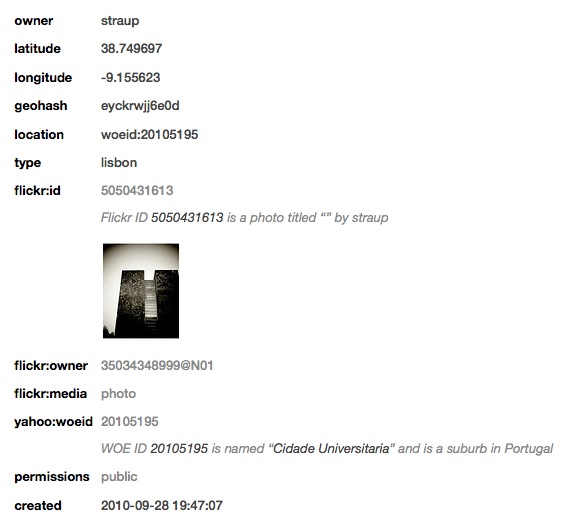 owner straup
latitude 38.749697
longitude -9.155623
geohash eyckrwjj6e0d
location woeid:20105195
type lisbon
flickr:id 5050431613
Flickr ID 5050431613 is a photo titled “” by straup
flickr:owner 35034348999@N01
flickr:media photo
yahoo:woeid 20105195
WOE ID 20105195 is named “Cidade Universitaria” and is a suburb in Portugal
permissions public
created 2010-09-28 19:47:07